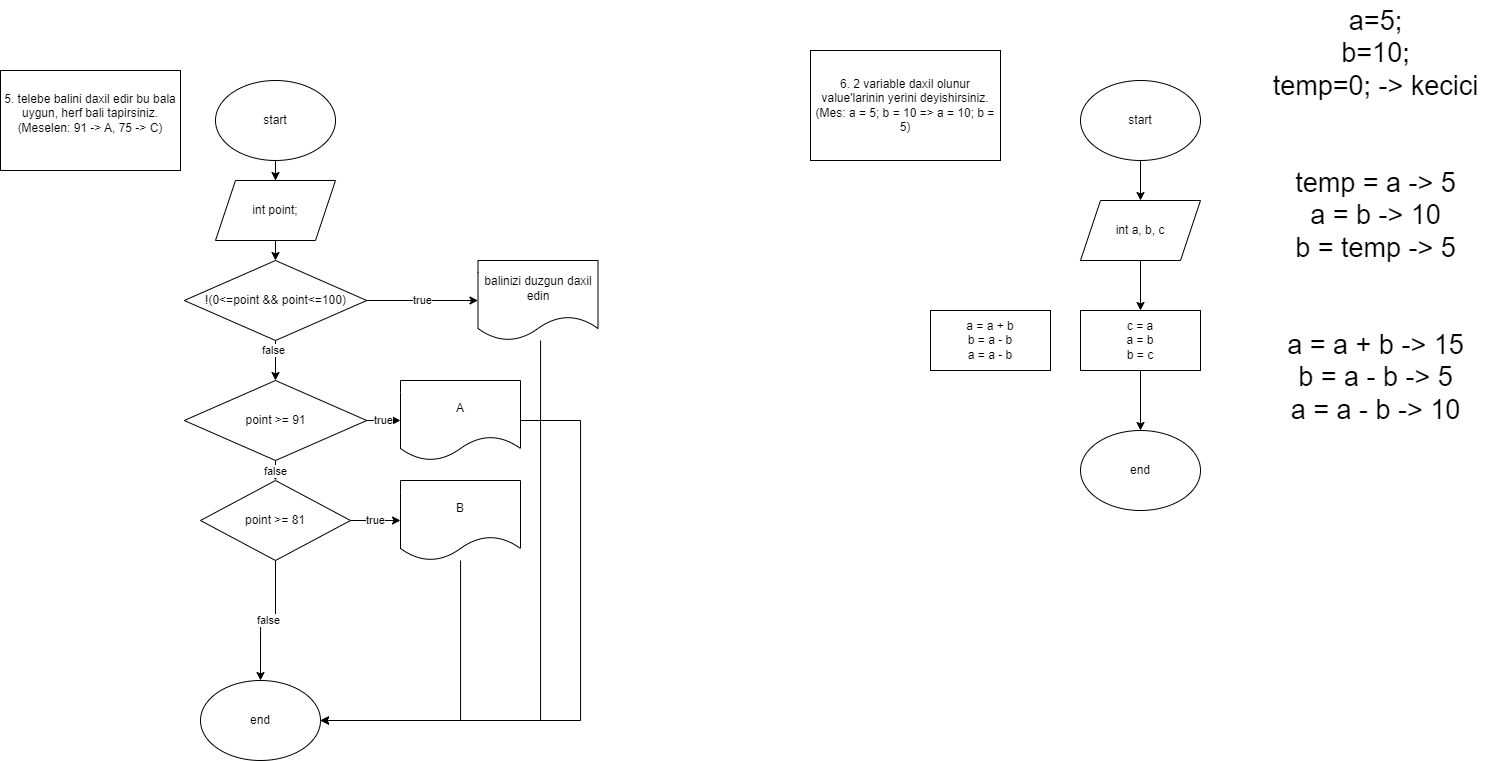 5. telebe balini daxil edir bu bala
uygun, herf bali tapirsiniz.
(Meselen: 91 -> A, 75 -> C)
start
int point;
!(0<=point && point<=100)
true
balinizi duzgun daxil
edin
false
point >= 91
true
A
false
point >= 81
true
B
false
end
6. 2 variable daxil olunur
value'larinin yerini deyishirsiniz.
(Mes: a = 5; b = 10 => a = 10; b =
5)
start
int a, b, c
a = a + b
b = a - b
a = a - b
c = a
a = b
b = c
end
a=5;
b=10;
temp=0; -> kecici
temp = a -> 5
a = b -> 10
b = temp -> 5
a = a + b -> 15
b = a - b -> 5
a = a - b -> 10